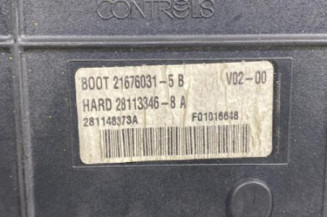 CONTROLS
BOOT 21676031-5 B V02-00
HARD 28113346-8 A
281148373A F01016648